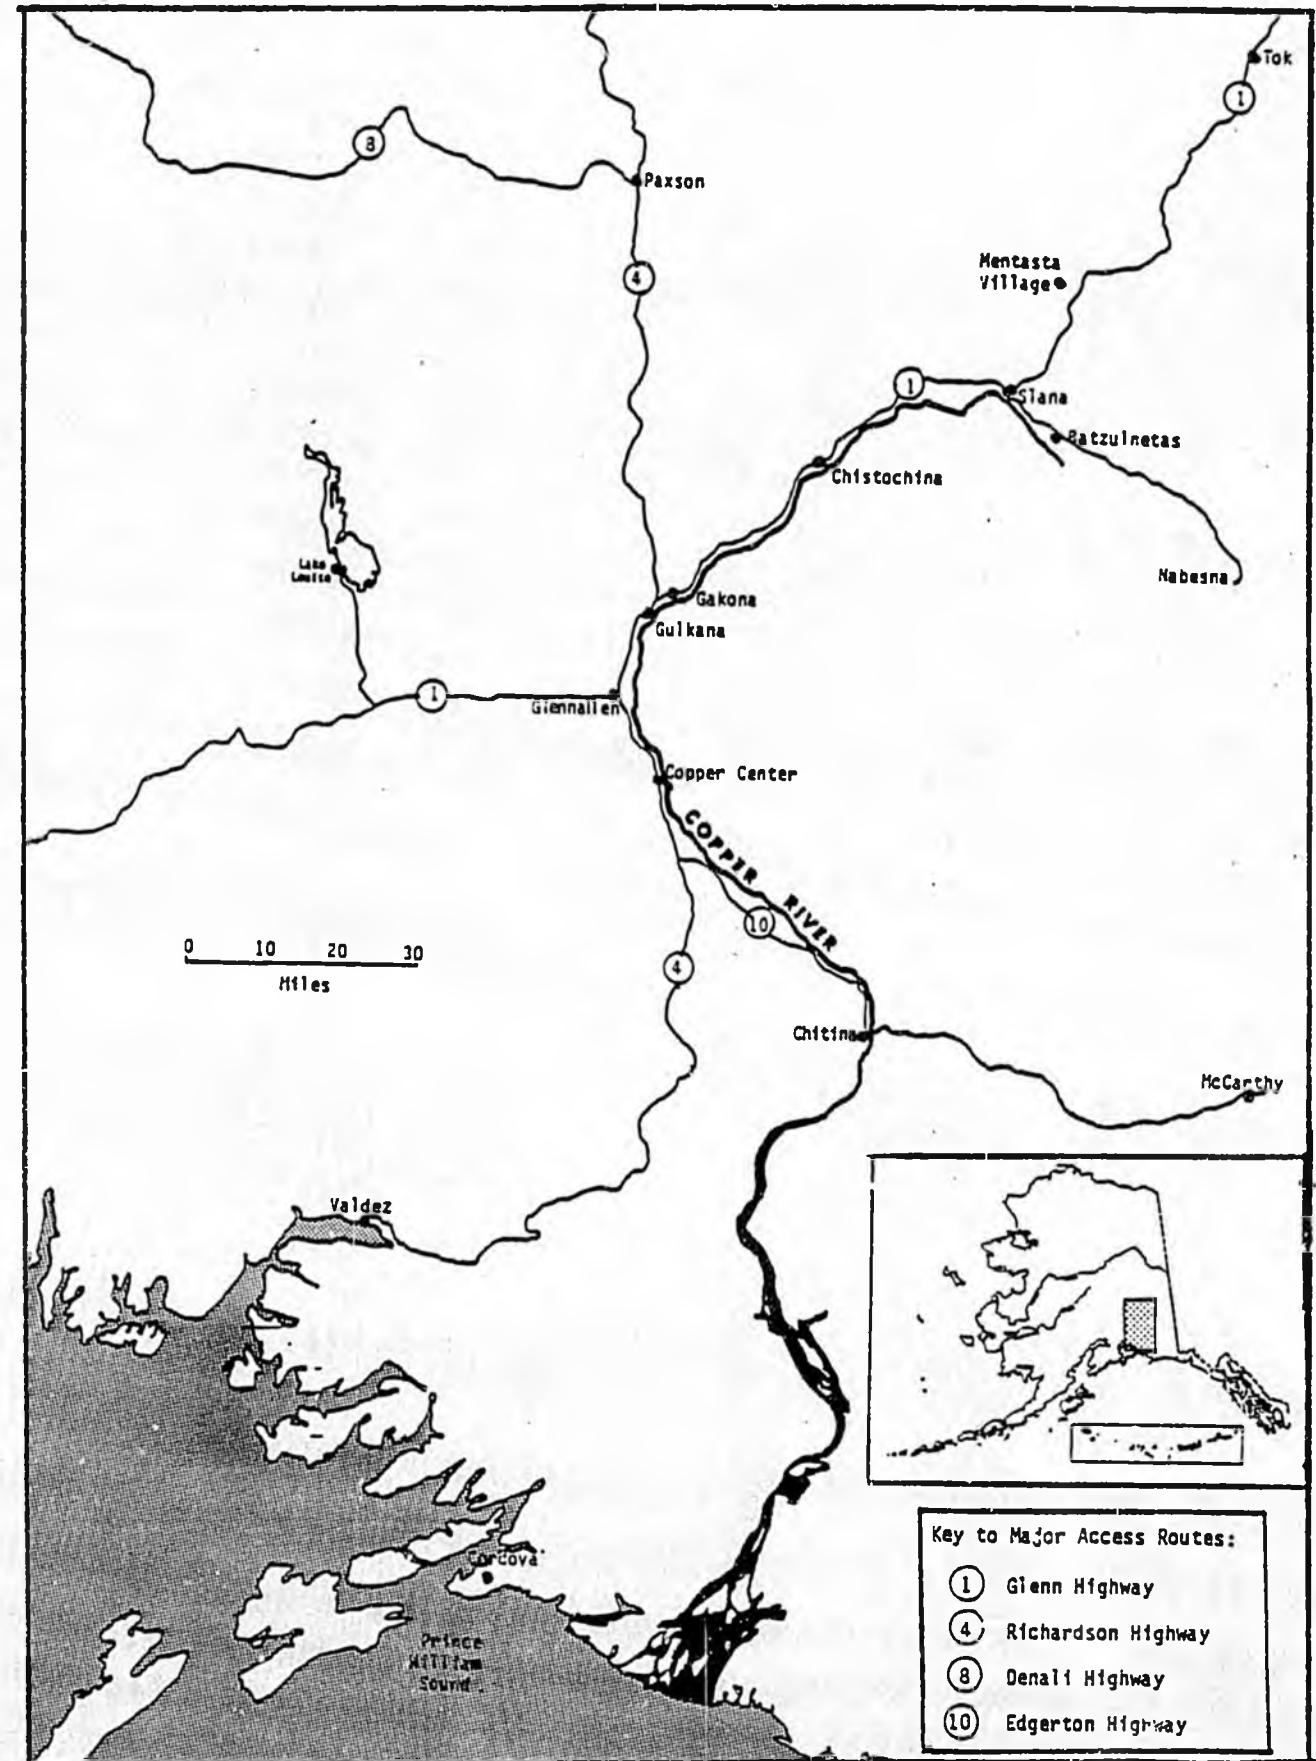 Tok
1
8
Paxson
4
Mentasta
Village
1
Slana
Batzulnetas
Chistochina
Lake
Louise
Nabesna
Gakona
Gulkana
1
Glennallen
Copper Center
COPPER RIVER
10
0 10 20 30
Miles
4
Chitina
McCarthy
Valdez
Cordova
Prince
William
Sound
Key to Major Access Routes:
1 Glenn Highway
4 Richardson Highway
8 Denali Highway
10 Edgerton Highway